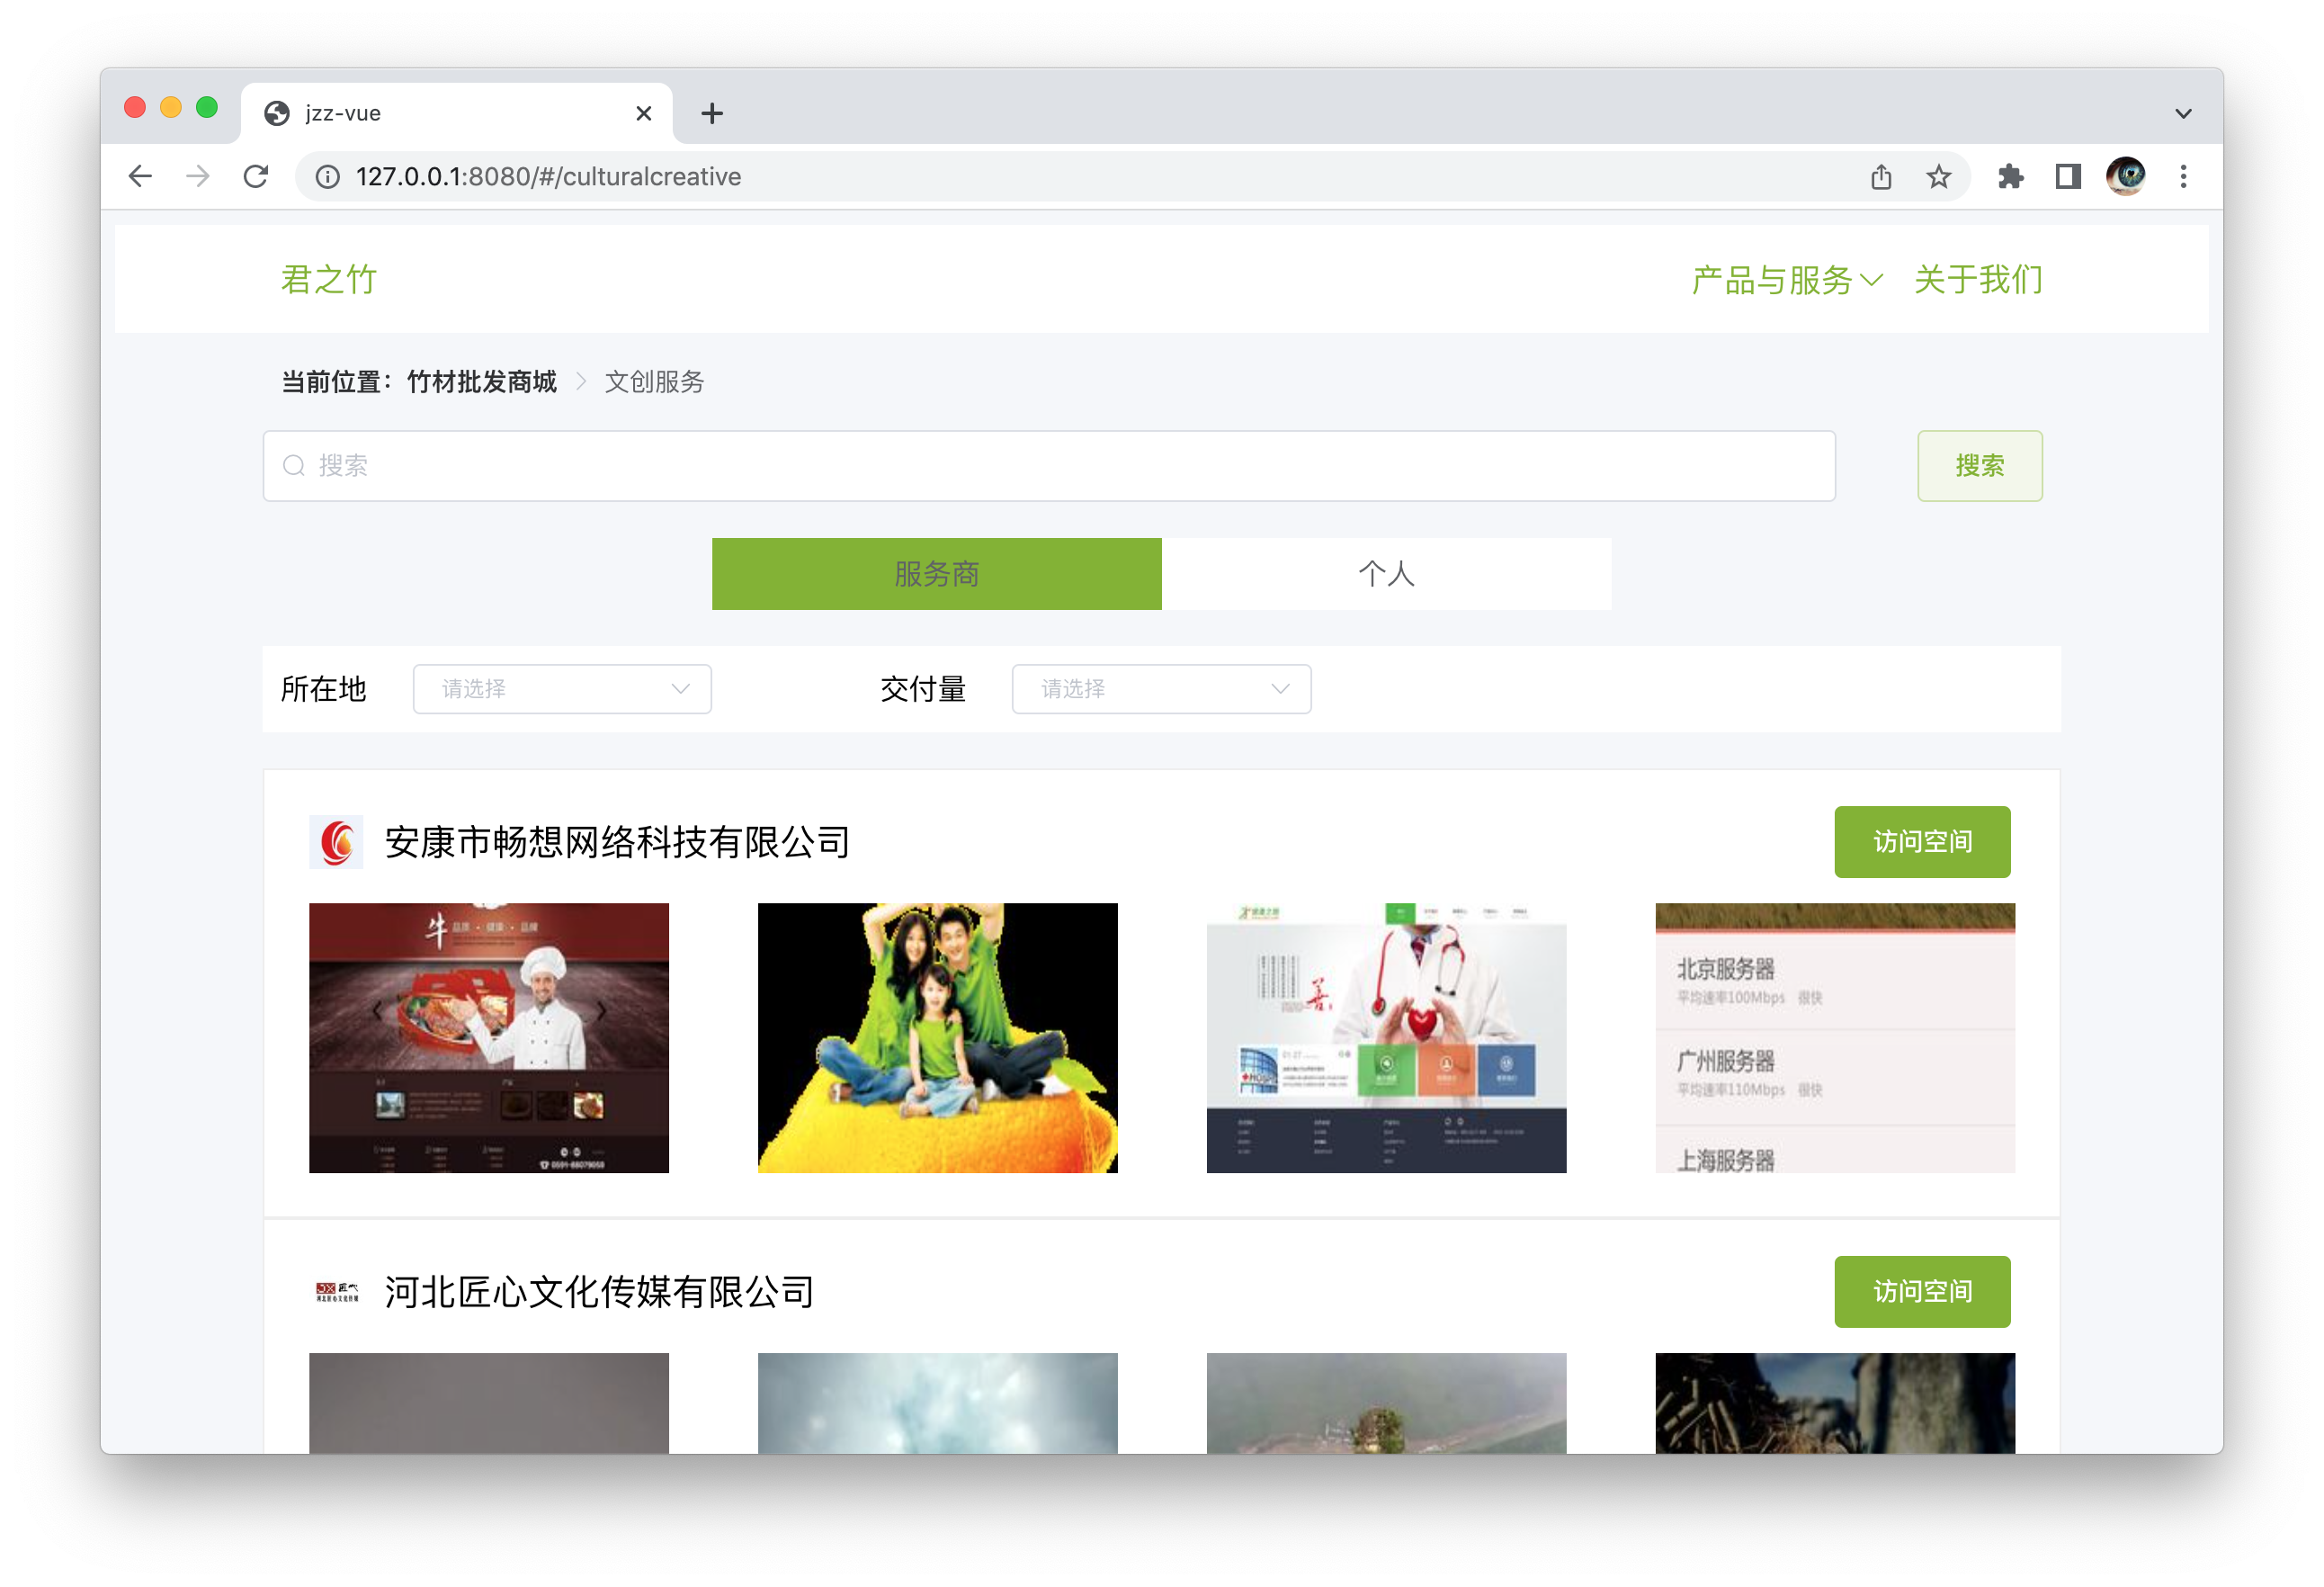 jzz-vue
127.0.0.1:8080/#/culturalcreative
君之竹
产品与服务 关于我们
当前位置：竹材批发商城 文创服务
搜索 搜索
服务商 个人
所在地 请选择 交付量 请选择
安康市畅想网络科技有限公司 访问空间
牛
善
北京服务器
平均速率100Mbps 很快
广州服务器
平均速率110Mbps 很快
上海服务器
0591-88079059
匠心
河北匠心文化传媒有限公司 访问空间